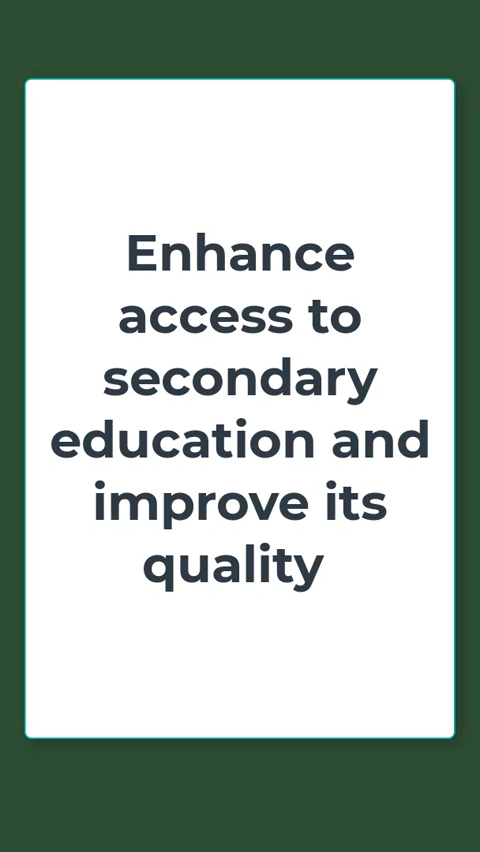 Enhance
access to
secondary
education and
improve its
quality